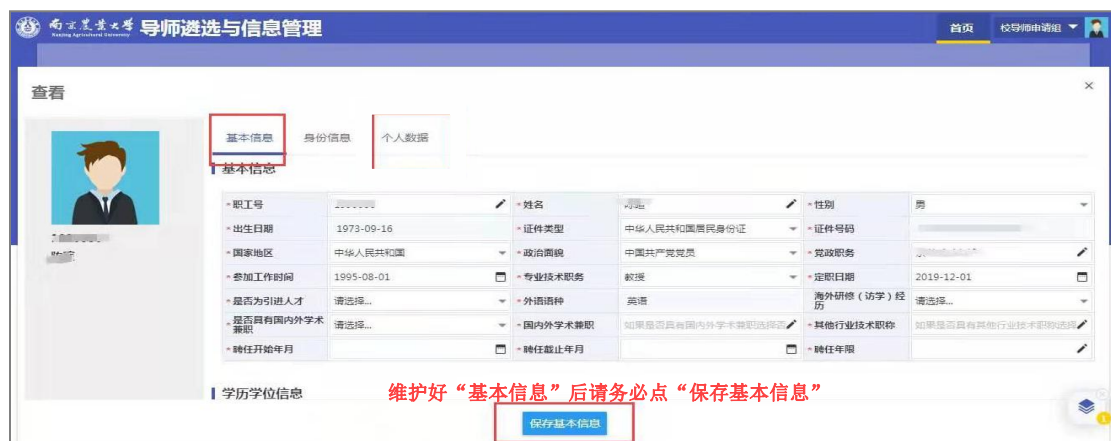 南京农业大学 导师遴选与信息管理 首页 校导师申请组
Nanjing Agricultural University
查看 ×
基本信息 身份信息 个人数据
基本信息
*职工号 *姓名 *性别 男
*出生日期 1973-09-16 *证件类型 中华人民共和国居民身份证 *证件号码
*国家地区 中华人民共和国 *政治面貌 中国共产党党员 *党政职务
*参加工作时间 1995-08-01 *专业技术职务 教授 *定职日期 2019-12-01
*是否为引进人才 请选择... *外语语种 英语 海外研修（访学）经历 请选择...
*是否具有国内外学术兼职 请选择... *国内外学术兼职 如果是否具有国内外学术兼职选择否 *其他行业技术职称 如果是否具有其他行业技术职称选择
*聘任开始年月 *聘任截止年月 *聘任年限
学历学位信息
维护好“基本信息”后请务必点“保存基本信息”
保存基本信息
1